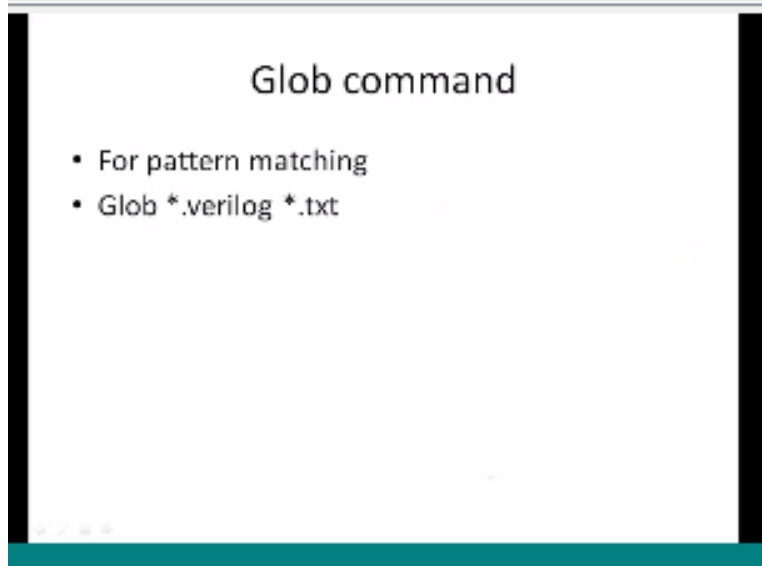 Glob command
• For pattern matching
• Glob *.verilog *.txt